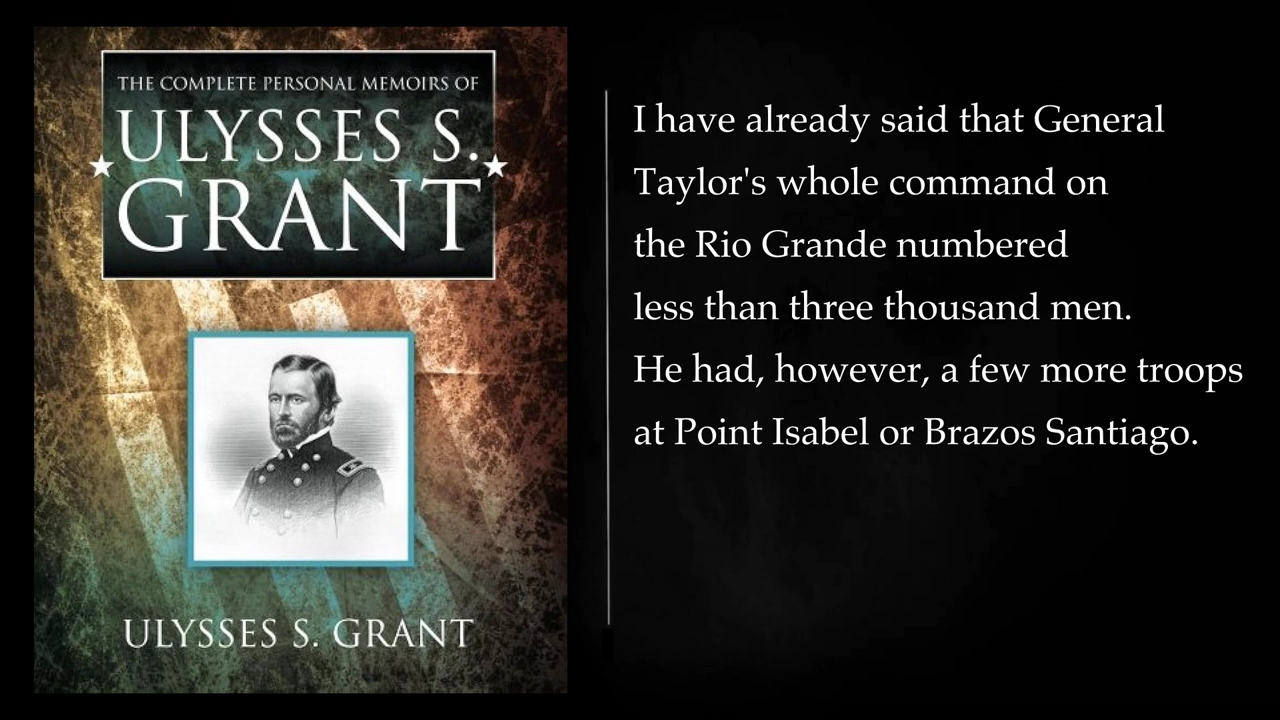 THE COMPLETE PERSONAL MEMOIRS OF
ULYSSES S.
GRANT
ULYSSES S. GRANT
I have already said that General
Taylor's whole command on
the Rio Grande numbered
less than three thousand men.
He had, however, a few more troops
at Point Isabel or Brazos Santiago.